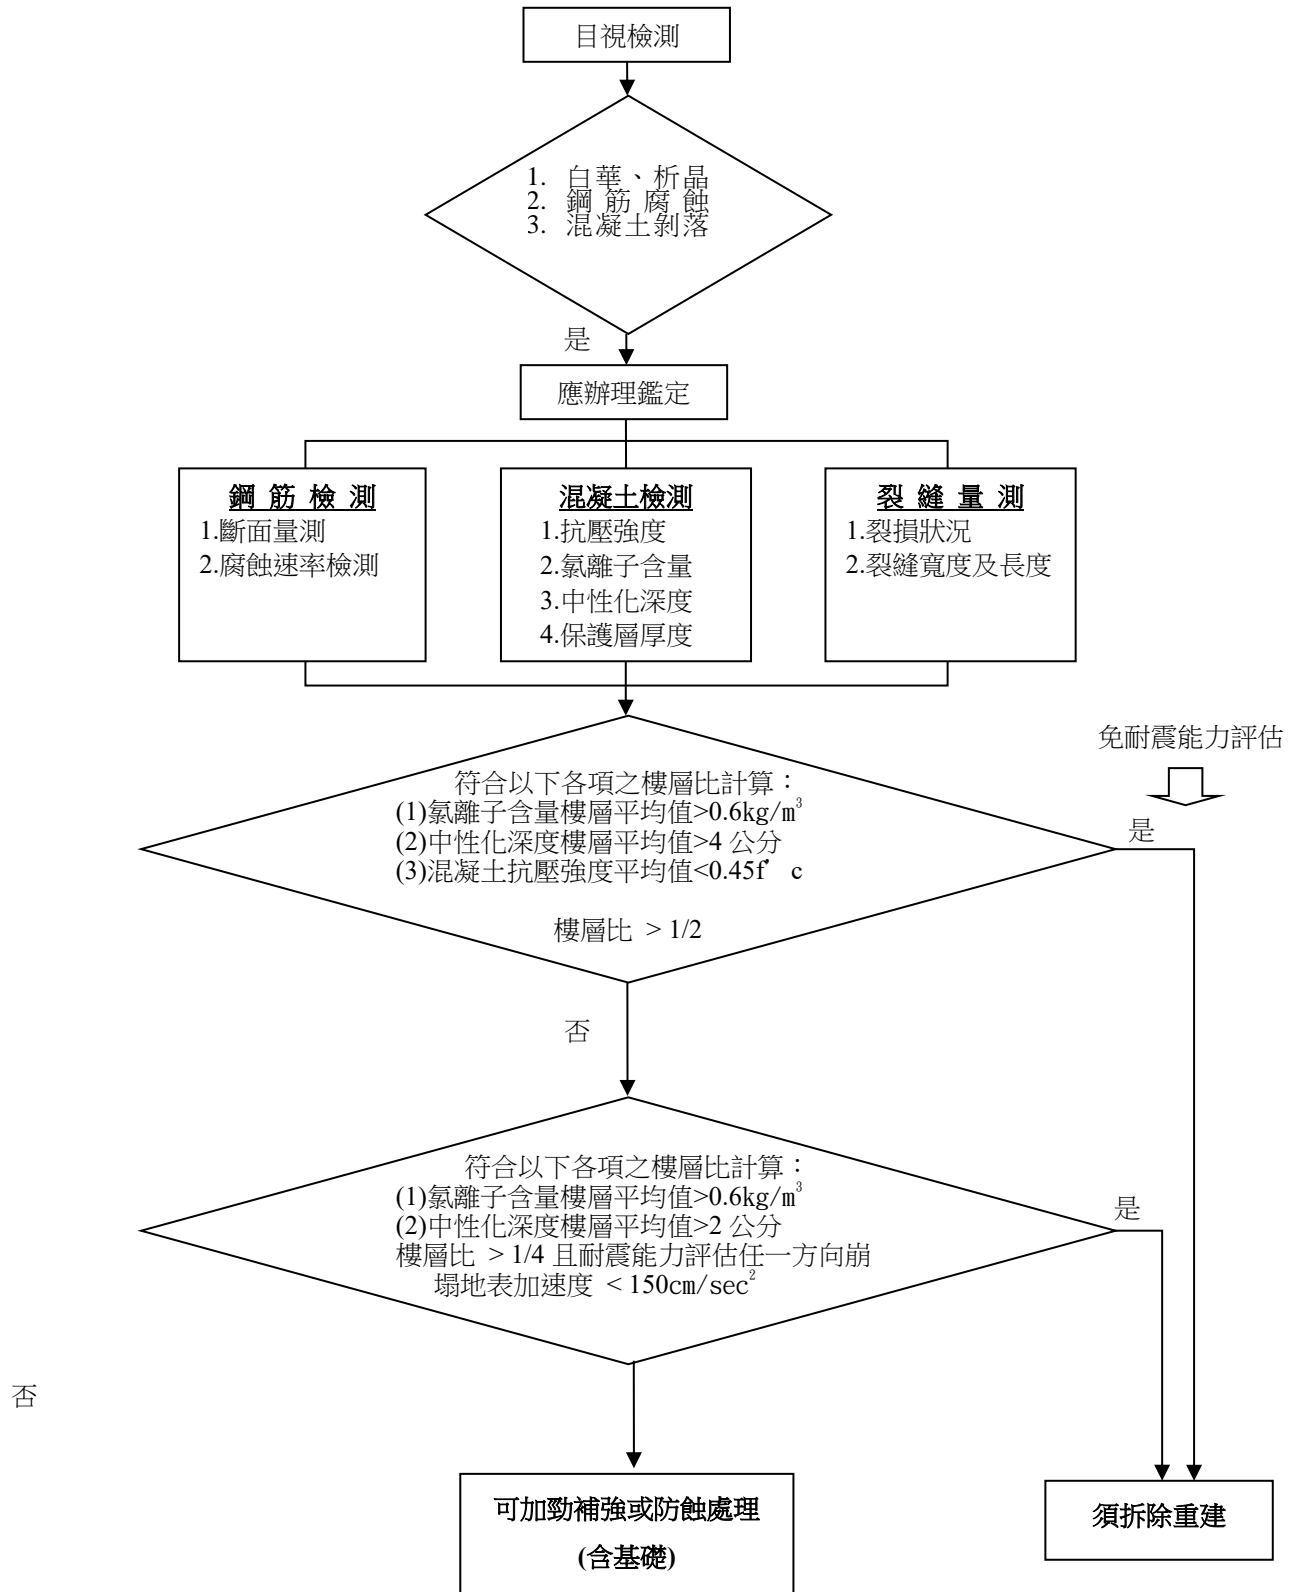 目視檢測
1. 白華、析晶
2. 鋼筋腐蝕
3. 混凝土剝落
是
應辦理鑑定
鋼筋檢測
1.斷面量測
2.腐蝕速率檢測
混凝土檢測
1.抗壓強度
2.氯離子含量
3.中性化深度
4.保護層厚度
裂縫量測
1.裂損狀況
2.裂縫寬度及長度
免耐震能力評估
符合以下各項之樓層比計算：
(1)氯離子含量樓層平均值>0.6kg/m³
(2)中性化深度樓層平均值>4 公分
(3)混凝土抗壓強度平均值<0.45f’ c
樓層比 > 1/2
是
否
符合以下各項之樓層比計算：
(1)氯離子含量樓層平均值>0.6kg/m³
(2)中性化深度樓層平均值>2 公分
樓層比 > 1/4 且耐震能力評估任一方向崩
塌地表加速度 < 150cm/sec²
是
否
可加勁補強或防蝕處理
(含基礎)
須拆除重建